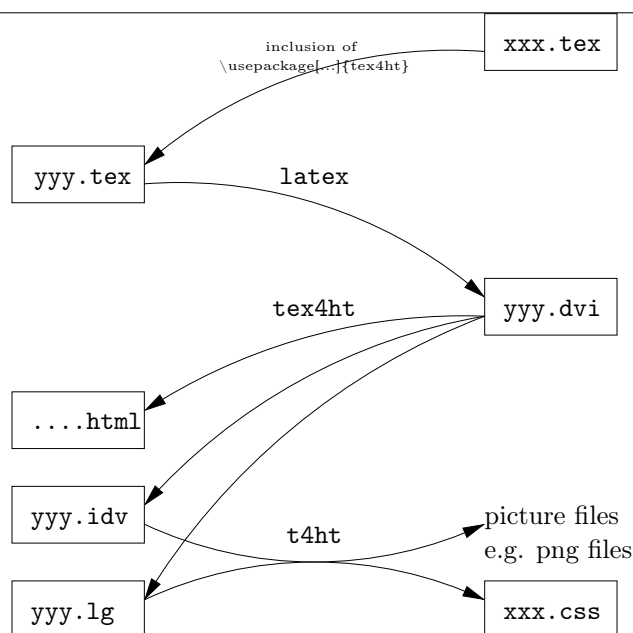 inclusion of
\usepackage[...]{tex4ht}
xxx.tex
yyy.tex
latex
yyy.dvi
tex4ht
....html
yyy.idv
t4ht
picture files
e.g. png files
yyy.lg
xxx.css